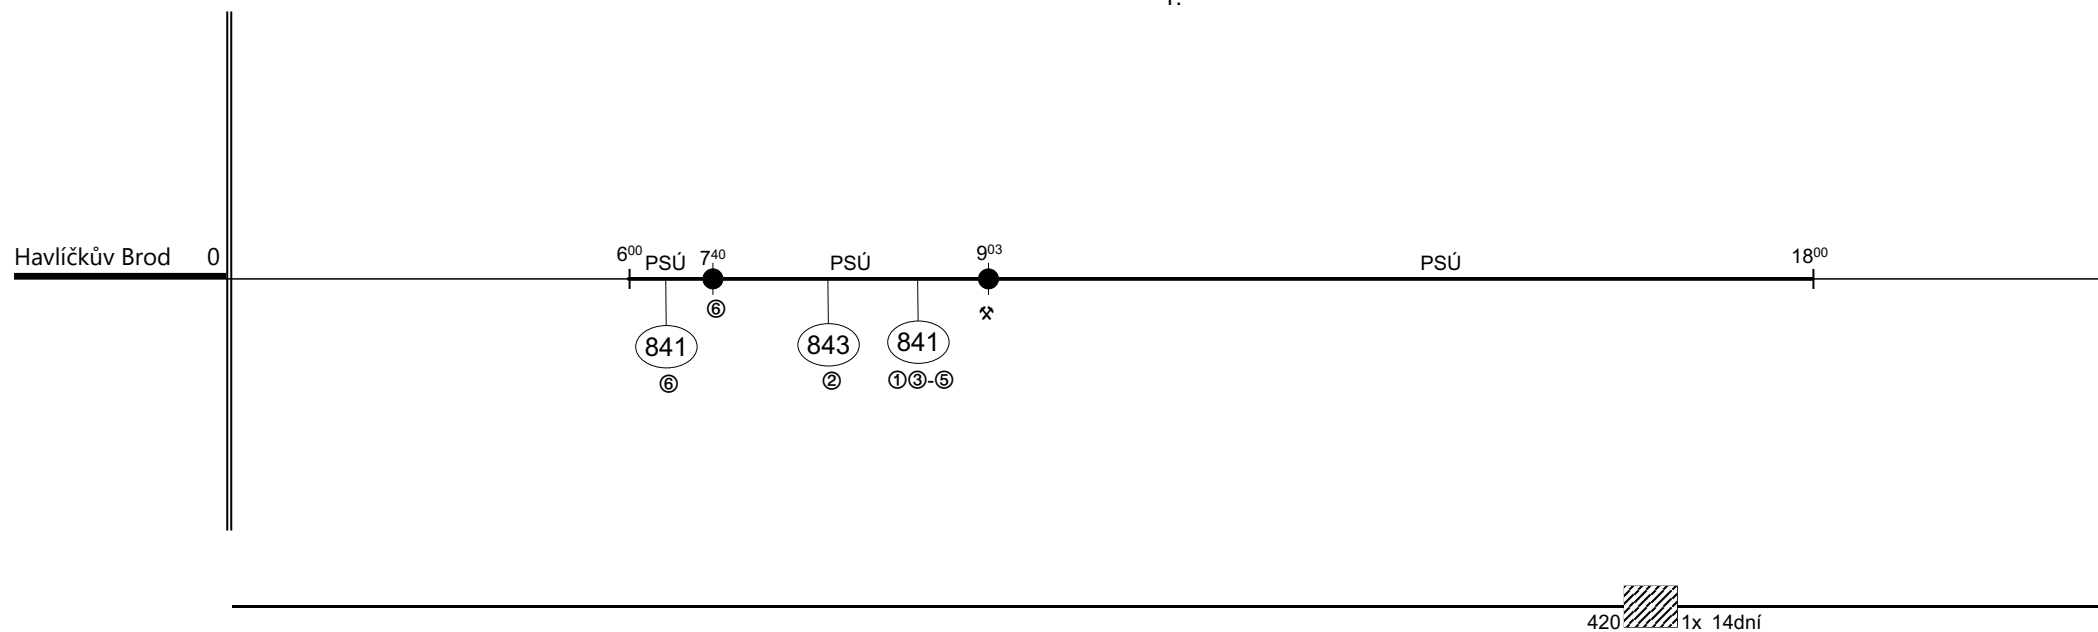 1.
Havlíčkův Brod 0
6⁰⁰ PSÚ 7⁴⁰ PSÚ 9⁰³ PSÚ 18⁰⁰
⑥ ⚒
841 843 841
⑥ ② ①③-⑤
420 1x 14dní